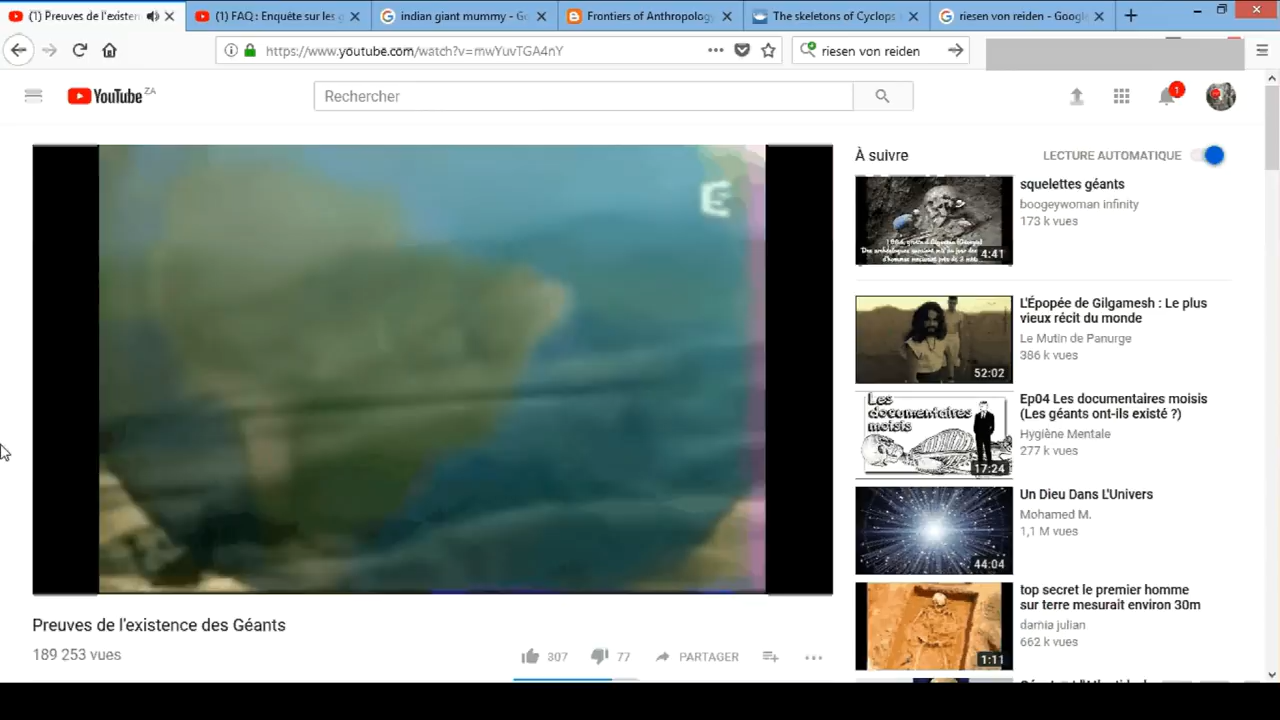 (1) Preuves de l'existen
(1) FAQ : Enquête sur les g
indian giant mummy - Go
Frontiers of Anthropology
The skeletons of Cyclops
riesen von reiden - Google
https://www.youtube.com/watch?v=mwYuvTGA4nY
riesen von reiden
YouTube ZA
Rechercher
1
À suivre
LECTURE AUTOMATIQUE
squelettes géants
boogeywoman infinity
173 k vues
4:41
L'Épopée de Gilgamesh : Le plus
vieux récit du monde
Le Mutin de Panurge
386 k vues
52:02
Les
documentaires
moisis
Ep04 Les documentaires moisis
(Les géants ont-ils existé ?)
Hygiène Mentale
277 k vues
17:24
Un Dieu Dans L'Univers
Mohamed M.
1,1 M vues
44:04
top secret le premier homme
sur terre mesurait environ 30m
damia julian
662 k vues
1:11
Preuves de l'existence des Géants
189 253 vues
307
77
PARTAGER